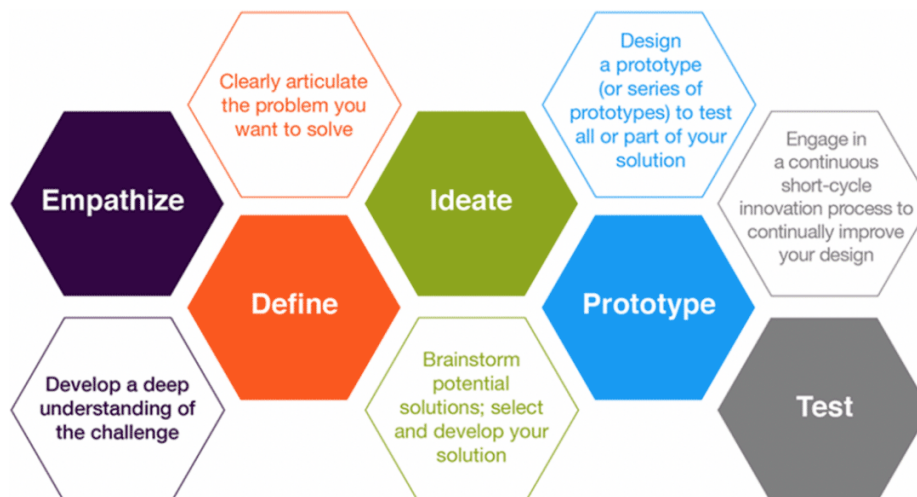 Empathize
Develop a deep
understanding of
the challenge
Clearly articulate
the problem you
want to solve
Define
Ideate
Brainstorm
potential
solutions; select
and develop your
solution
Design
a prototype
(or series of
prototypes) to test
all or part of your
solution
Prototype
Engage in
a continuous
short-cycle
innovation process to
continually improve
your design
Test